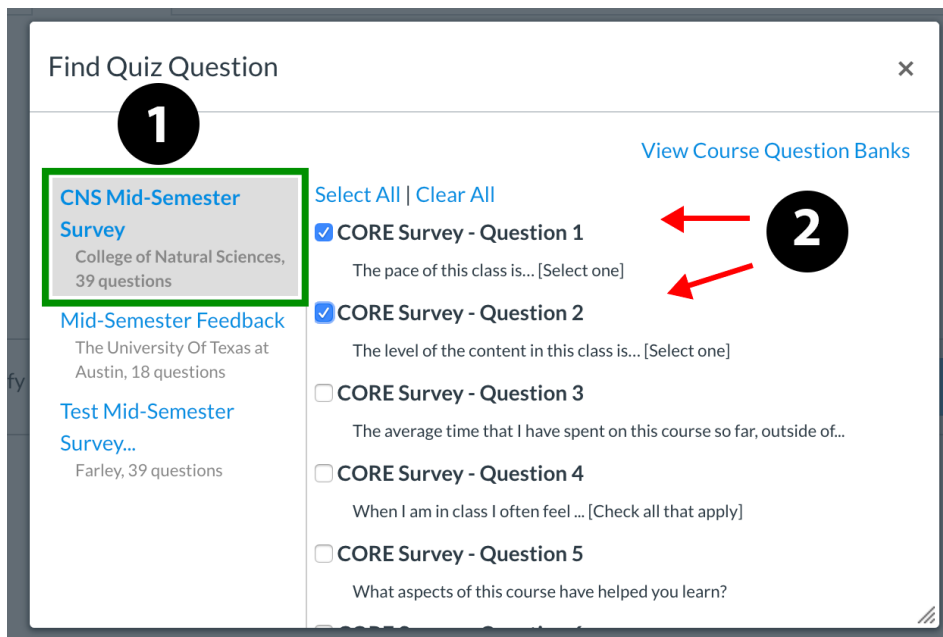 Find Quiz Question
×
1
View Course Question Banks
CNS Mid-Semester
Survey
College of Natural Sciences,
39 questions
Mid-Semester Feedback
The University Of Texas at
Austin, 18 questions
Test Mid-Semester
Survey...
Farley, 39 questions
Select All | Clear All
2
CORE Survey - Question 1
The pace of this class is... [Select one]
CORE Survey - Question 2
The level of the content in this class is... [Select one]
CORE Survey - Question 3
The average time that I have spent on this course so far, outside of...
CORE Survey - Question 4
When I am in class I often feel ... [Check all that apply]
CORE Survey - Question 5
What aspects of this course have helped you learn?
fy